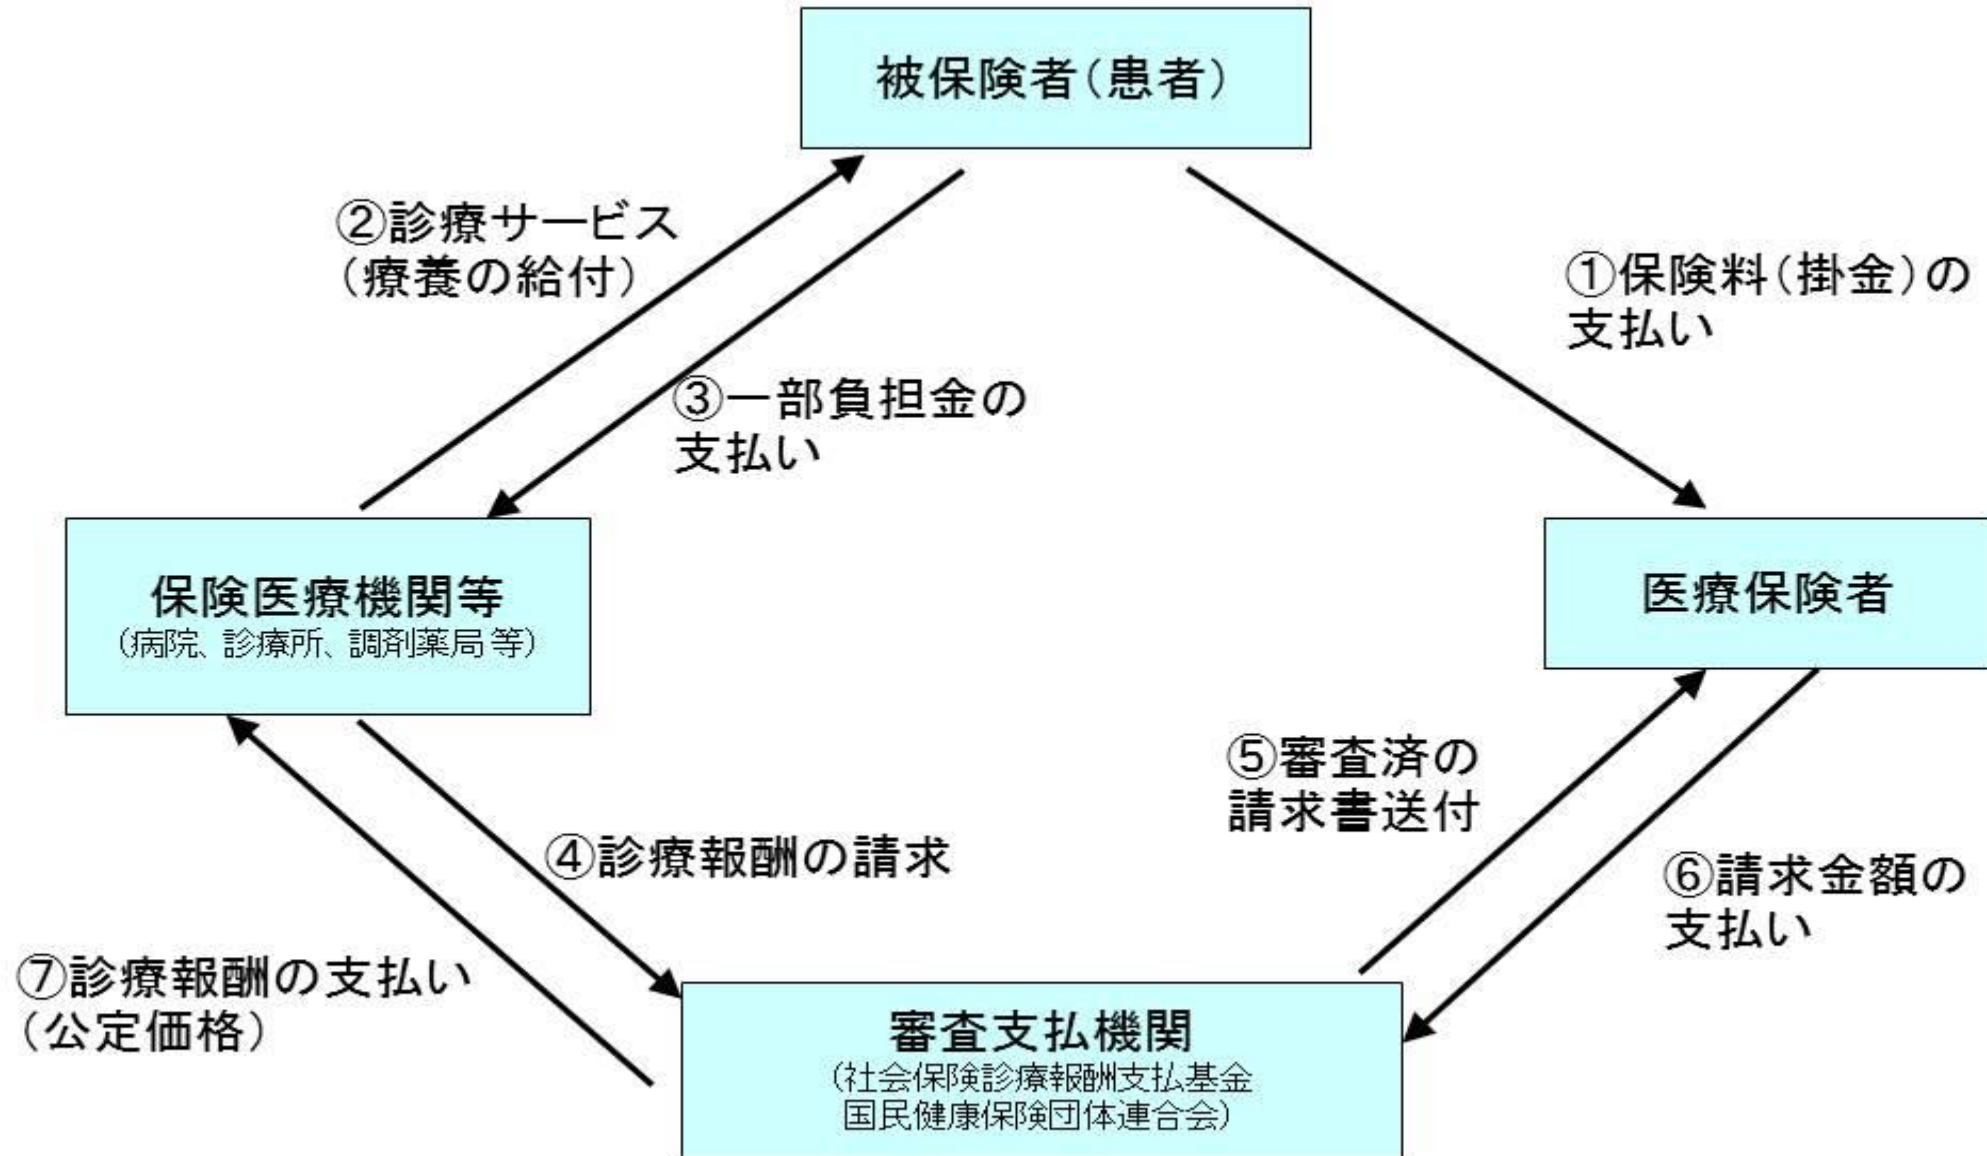 被保険者（患者）
②診療サービス
（療養の給付）
①保険料（掛金）の
支払い
③一部負担金の
支払い
保険医療機関等
（病院、診療所、調剤薬局等）
医療保険者
⑤審査済の
請求書送付
④診療報酬の請求
⑥請求金額の
支払い
⑦診療報酬の支払い
（公定価格）
審査支払機関
（社会保険診療報酬支払基金
国民健康保険団体連合会）